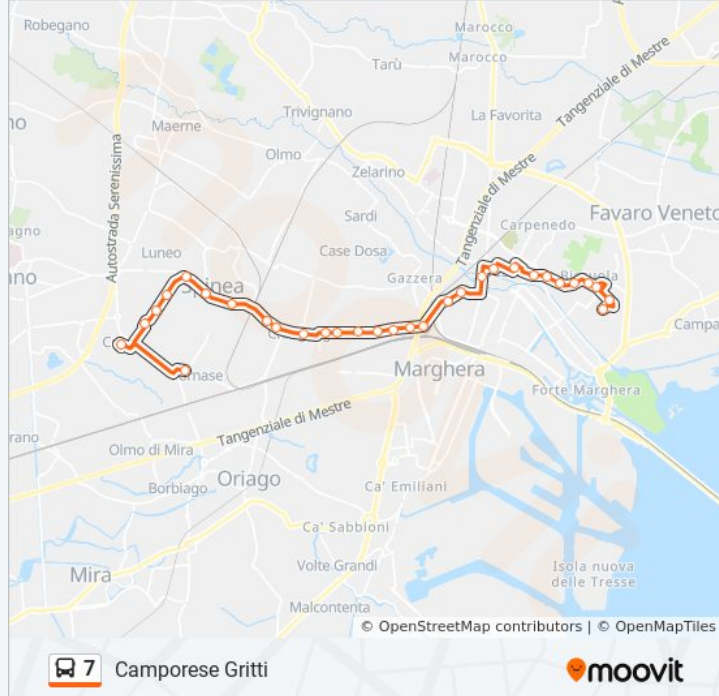 Robegano
Marocco
Marocco
Tarù
Tangenziale di Mestre
La Favorita
Trivignano
Maerne
Olmo
Zelarino
Autostrada Serenissima
Tangenziale di Mestre
Sardi
Carpenedo
Favaro Veneto
Luneo
Case Dosa
Gazzera
Spinea
Campa
Marghera
Forte Marghera
Tangenziale di Mestre
Olmo di Mira
Oriago
Borbiago
Ca' Emiliani
Ca' Sabbioni
Volte Grandi
Isola nuova
delle Tresse
Mira
Malcontenta
© OpenStreetMap contributors | © OpenMapTiles
7 Camporese Gritti
moovit